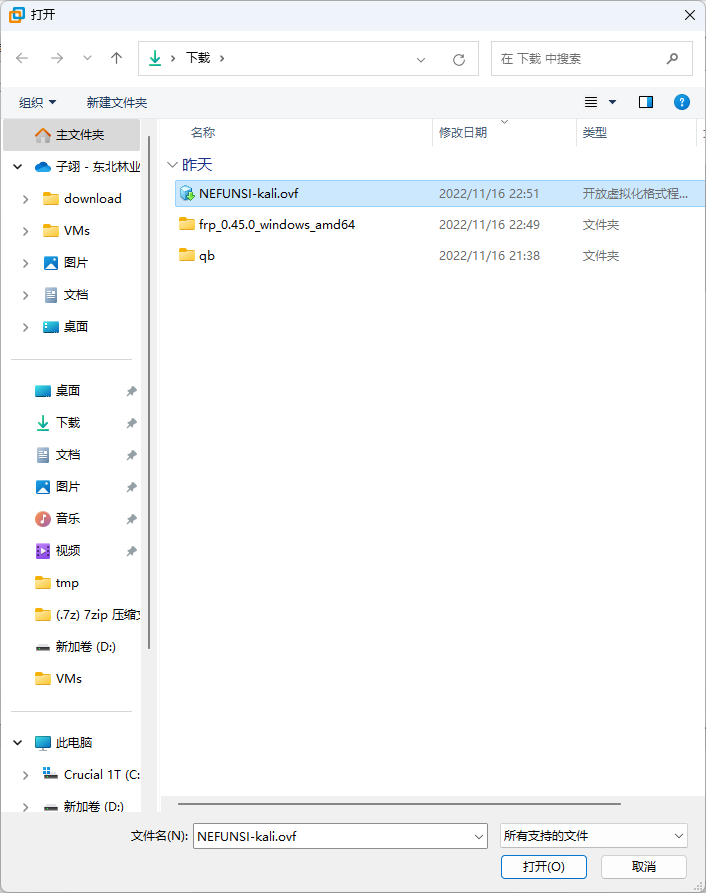 打开
下载
在 下载 中搜索
组织
新建文件夹
名称
修改日期
类型
主文件夹
子翊 - 东北林业
download
VMs
图片
文档
桌面
桌面
下载
文档
图片
音乐
视频
tmp
(.7z) 7zip 压缩文
新加卷 (D:)
VMs
此电脑
Crucial 1T (C:
新加卷 (D:)
昨天
NEFUNSI-kali.ovf 2022/11/16 22:51 开放虚拟化格式程...
frp_0.45.0_windows_amd64 2022/11/16 22:49 文件夹
qb 2022/11/16 21:38 文件夹
文件名(N): NEFUNSI-kali.ovf 所有支持的文件
打开(O) 取消